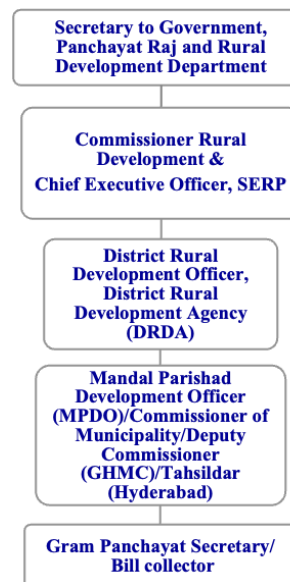 Secretary to Government,
Panchayat Raj and Rural
Development Department
Commissioner Rural
Development &
Chief Executive Officer, SERP
District Rural
Development Officer,
District Rural
Development Agency
(DRDA)
Mandal Parishad
Development Officer
(MPDO)/Commissioner of
Municipality/Deputy
Commissioner
(GHMC)/Tahsildar
(Hyderabad)
Gram Panchayat Secretary/
Bill collector